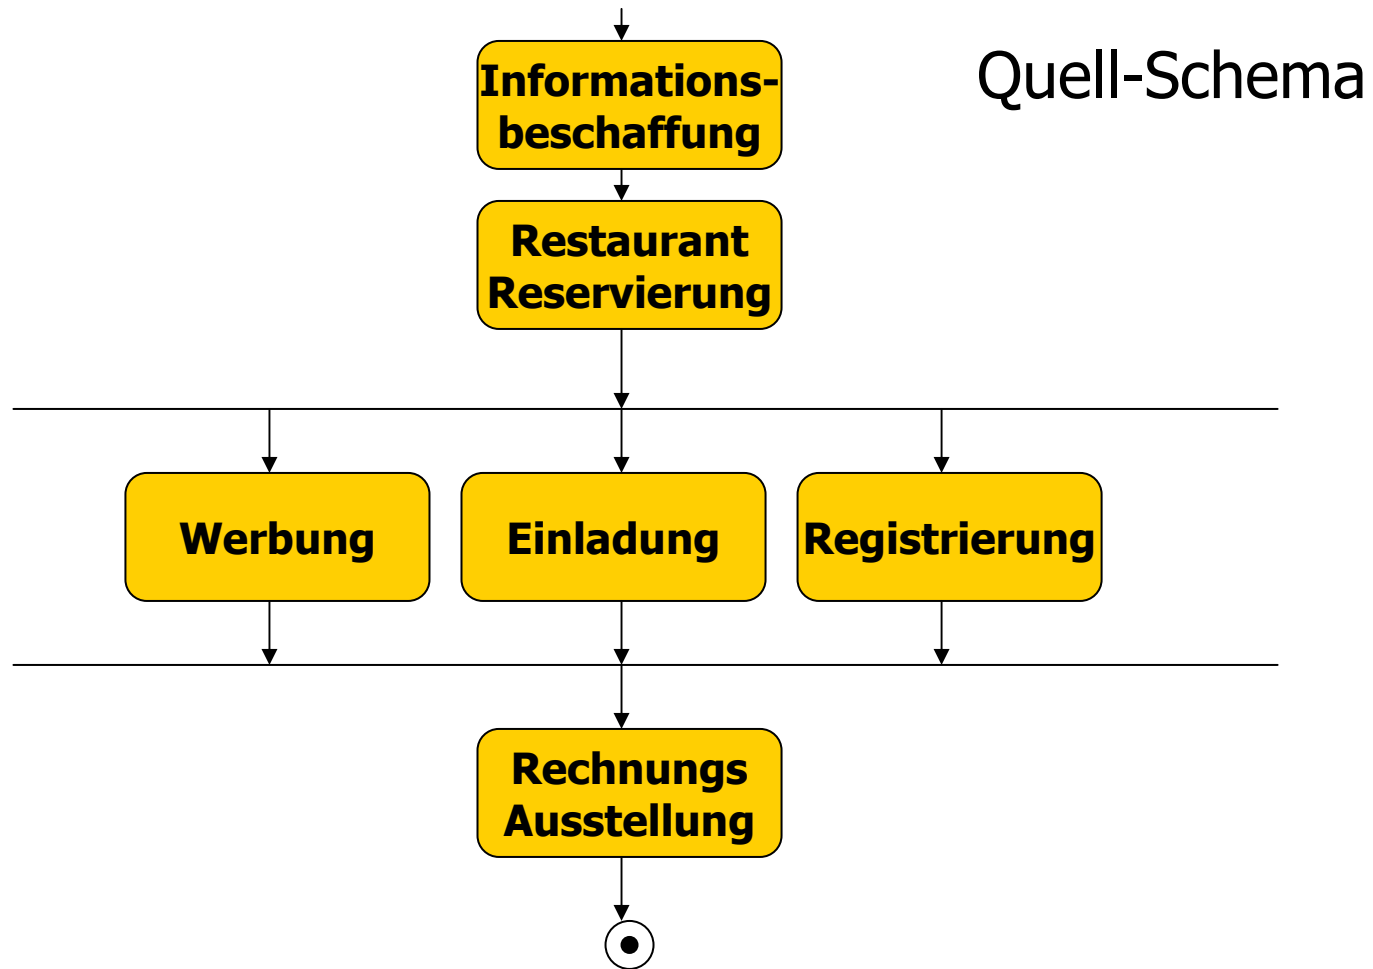 Quell-Schema
Informations-
beschaffung
Restaurant
Reservierung
Werbung
Einladung
Registrierung
Rechnungs
Ausstellung